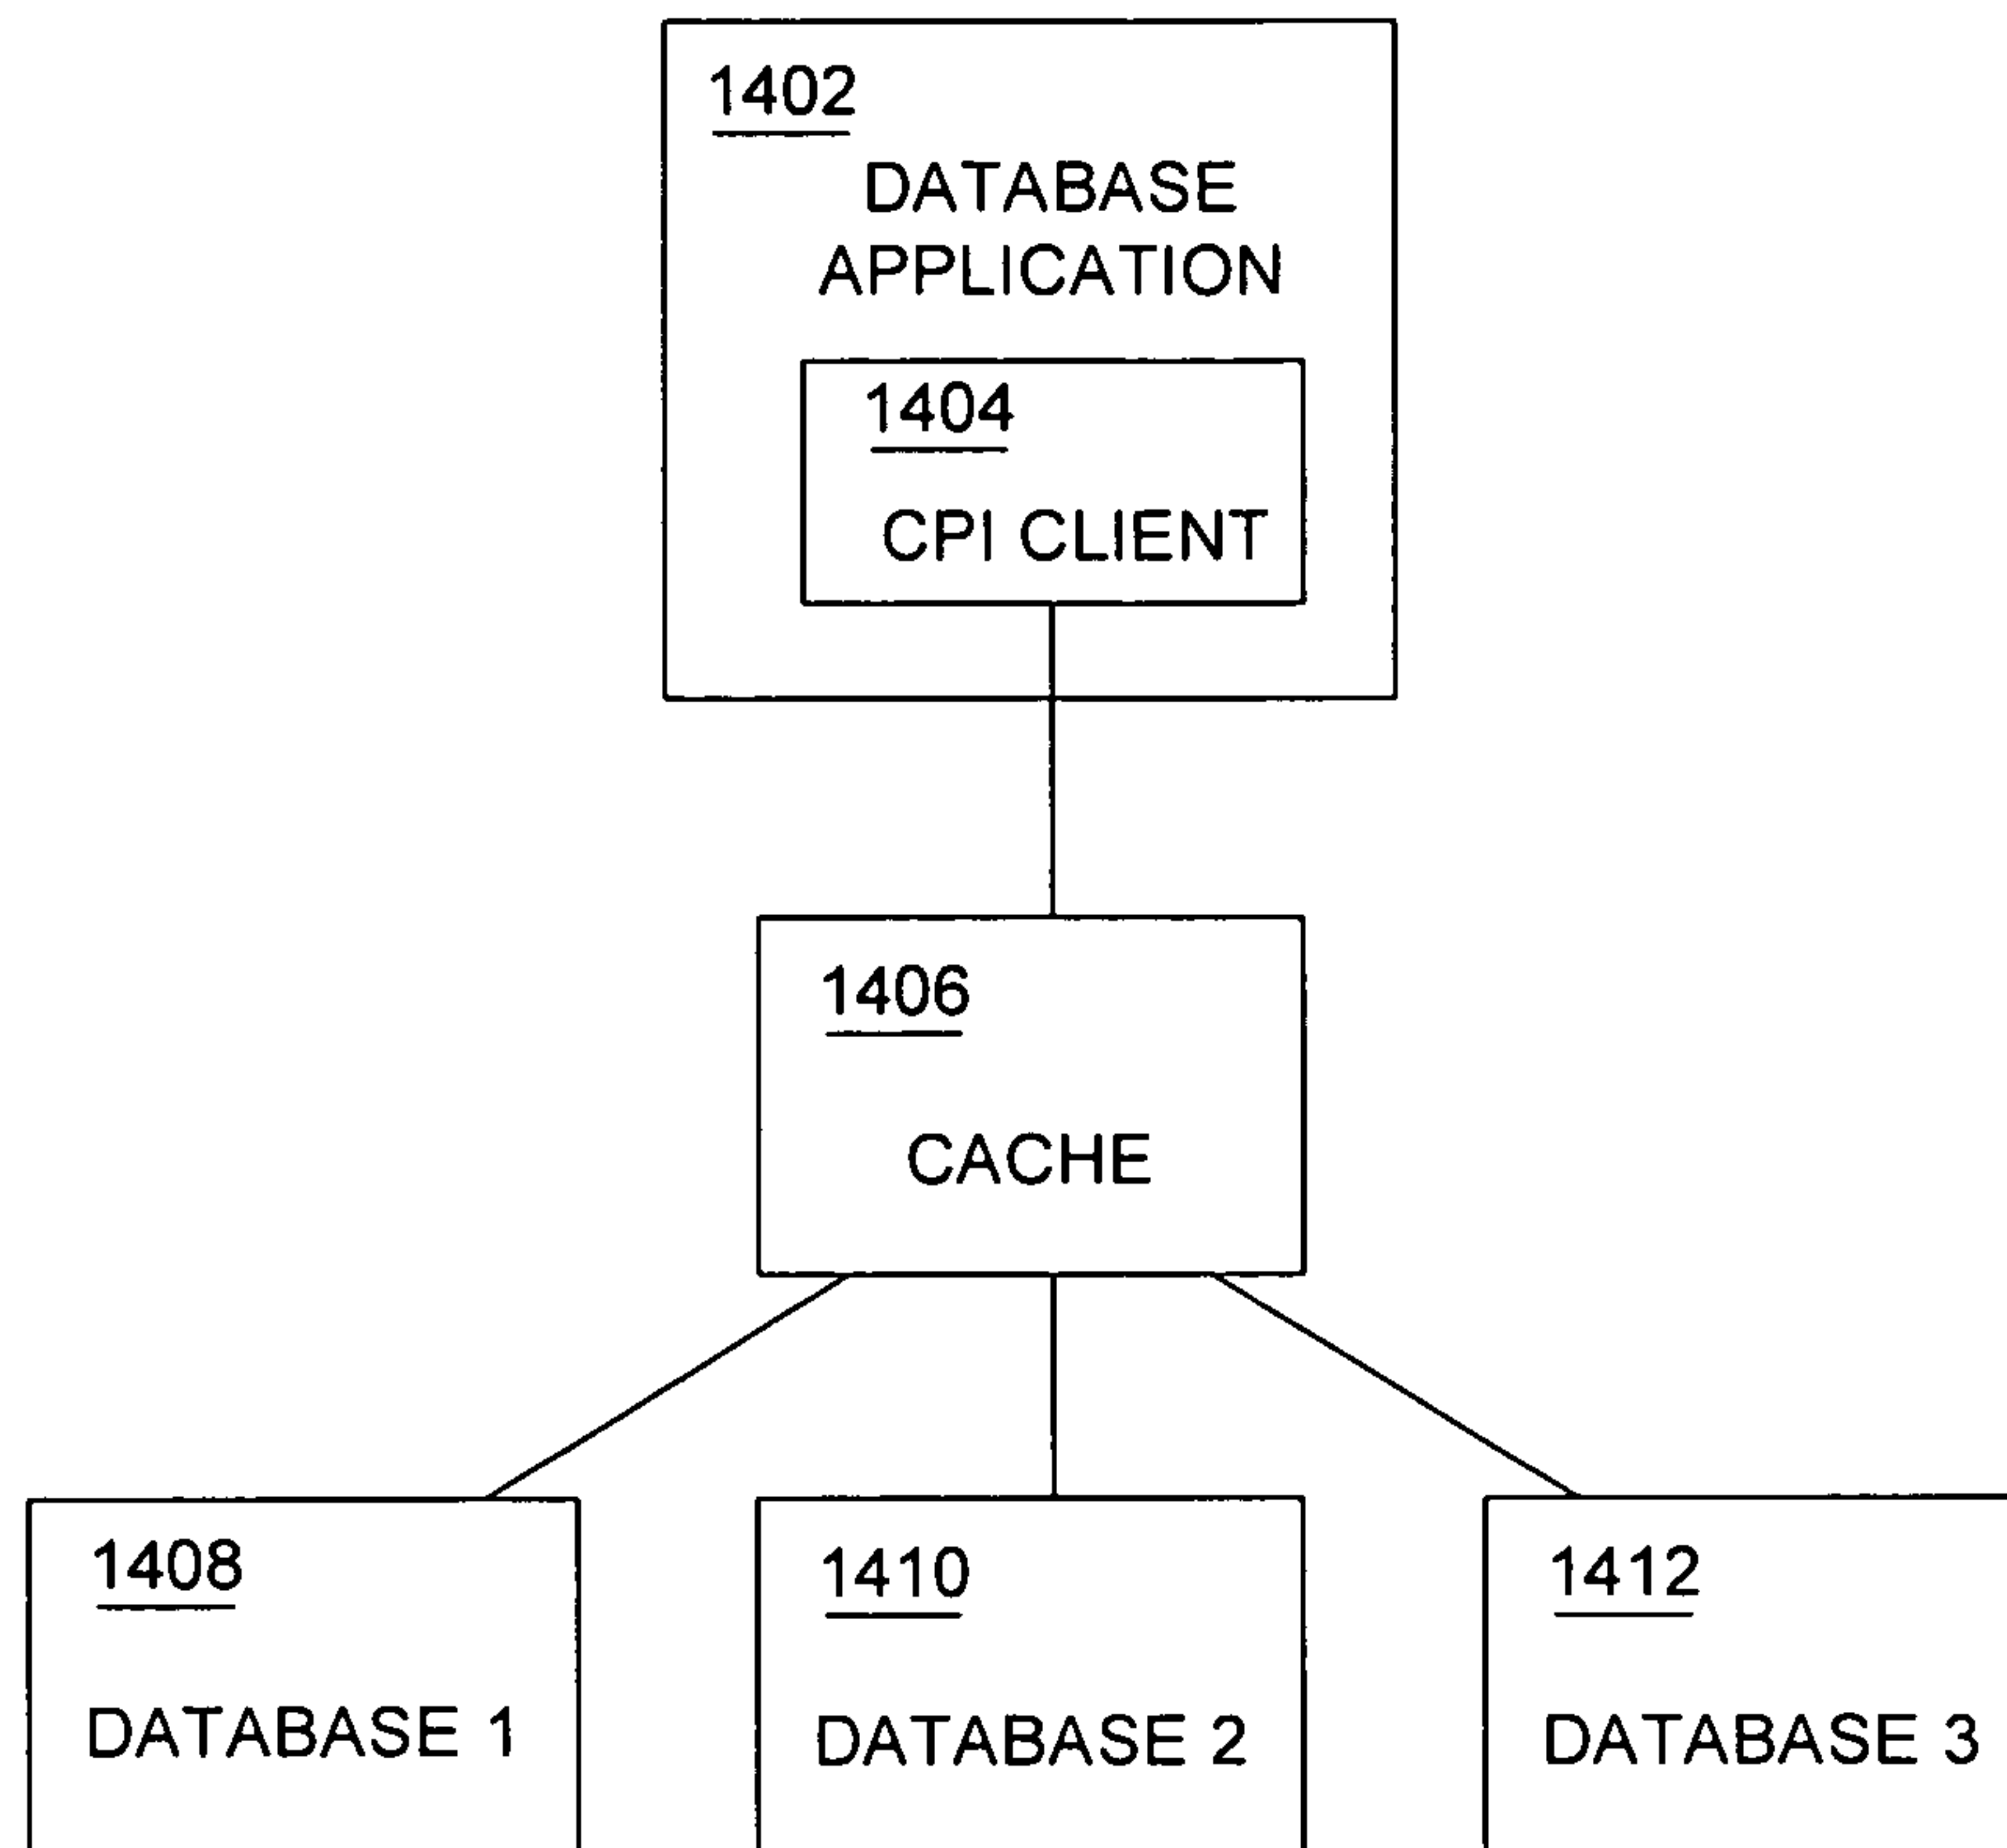 1402
DATABASE
APPLICATION
1404
CPI CLIENT
1406
CACHE
1408
DATABASE 1
1410
DATABASE 2
1412
DATABASE 3